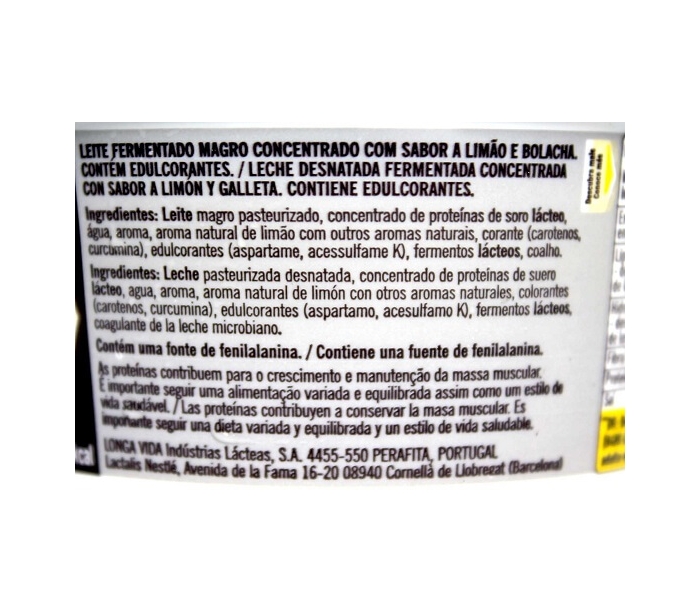 LEITE FERMENTADO MAGRO CONCENTRADO COM SABOR A LIMÃO E BOLACHA.
CONTÉM EDULCORANTES. / LECHE DESNATADA FERMENTADA CONCENTRADA
CON SABOR A LIMÓN Y GALLETA. CONTIENE EDULCORANTES.
Ingredientes: Leite magro pasteurizado, concentrado de proteínas de soro lácteo,
água, aroma, aroma natural de limão com outros aromas naturais, corante (carotenos,
curcumina), edulcorantes (aspartame, acessulfame K), fermentos lácteos, coalho.
Ingredientes: Leche pasteurizada desnatada, concentrado de proteínas de suero
lácteo, agua, aroma, aroma natural de limón con otros aromas naturales, colorantes
(carotenos, curcumina), edulcorantes (aspartamo, acesulfamo K), fermentos lácteos,
coagulante de la leche microbiano.
Contém uma fonte de fenilalanina. / Contiene una fuente de fenilalanina.
As proteínas contribuem para o crescimento e manutenção da massa muscular.
É importante seguir uma alimentação variada e equilibrada assim como um estilo de
vida saudável. / Las proteínas contribuyen a conservar la masa muscular. Es
importante seguir una dieta variada y equilibrada y un estilo de vida saludable.
LONGA VIDA Indústrias Lácteas, S.A. 4455-550 PERAFITA, PORTUGAL
Lactalis Nestlé, Avenida de la Fama 16-20 08940 Cornellà de Llobregat (Barcelona)
Descubra mais
Conoce más